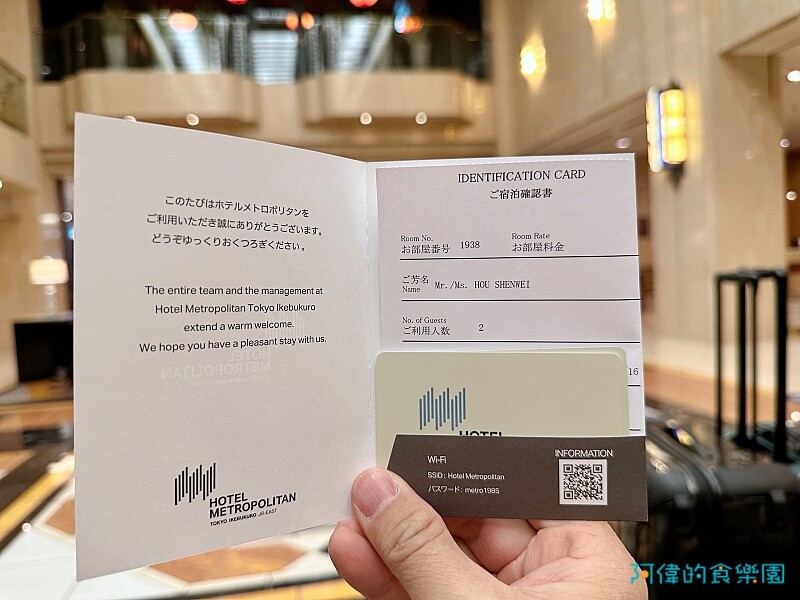 このたびはホテルメトロポリタンを
ご利用いただき誠にありがとうございます。
どうぞゆっくりおくつろぎください。
The entire team and the management at
Hotel Metropolitan Tokyo Ikebukuro
extend a warm welcome.
We hope you have a pleasant stay with us.
HOTEL
METROPOLITAN
TOKYO IKEBUKURO JR-EAST
IDENTIFICATION CARD
ご宿泊確認書
Room No.
お部屋番号 1938
Room Rate
お部屋料金
ご芳名
Name Mr./Ms. HOU SHENWEI
No. of Guests
ご利用人数 2
16
HOTEL
Wi-Fi
SSID : Hotel Metropolitan
パスワード : metro1985
INFORMATION
阿偉的食樂園